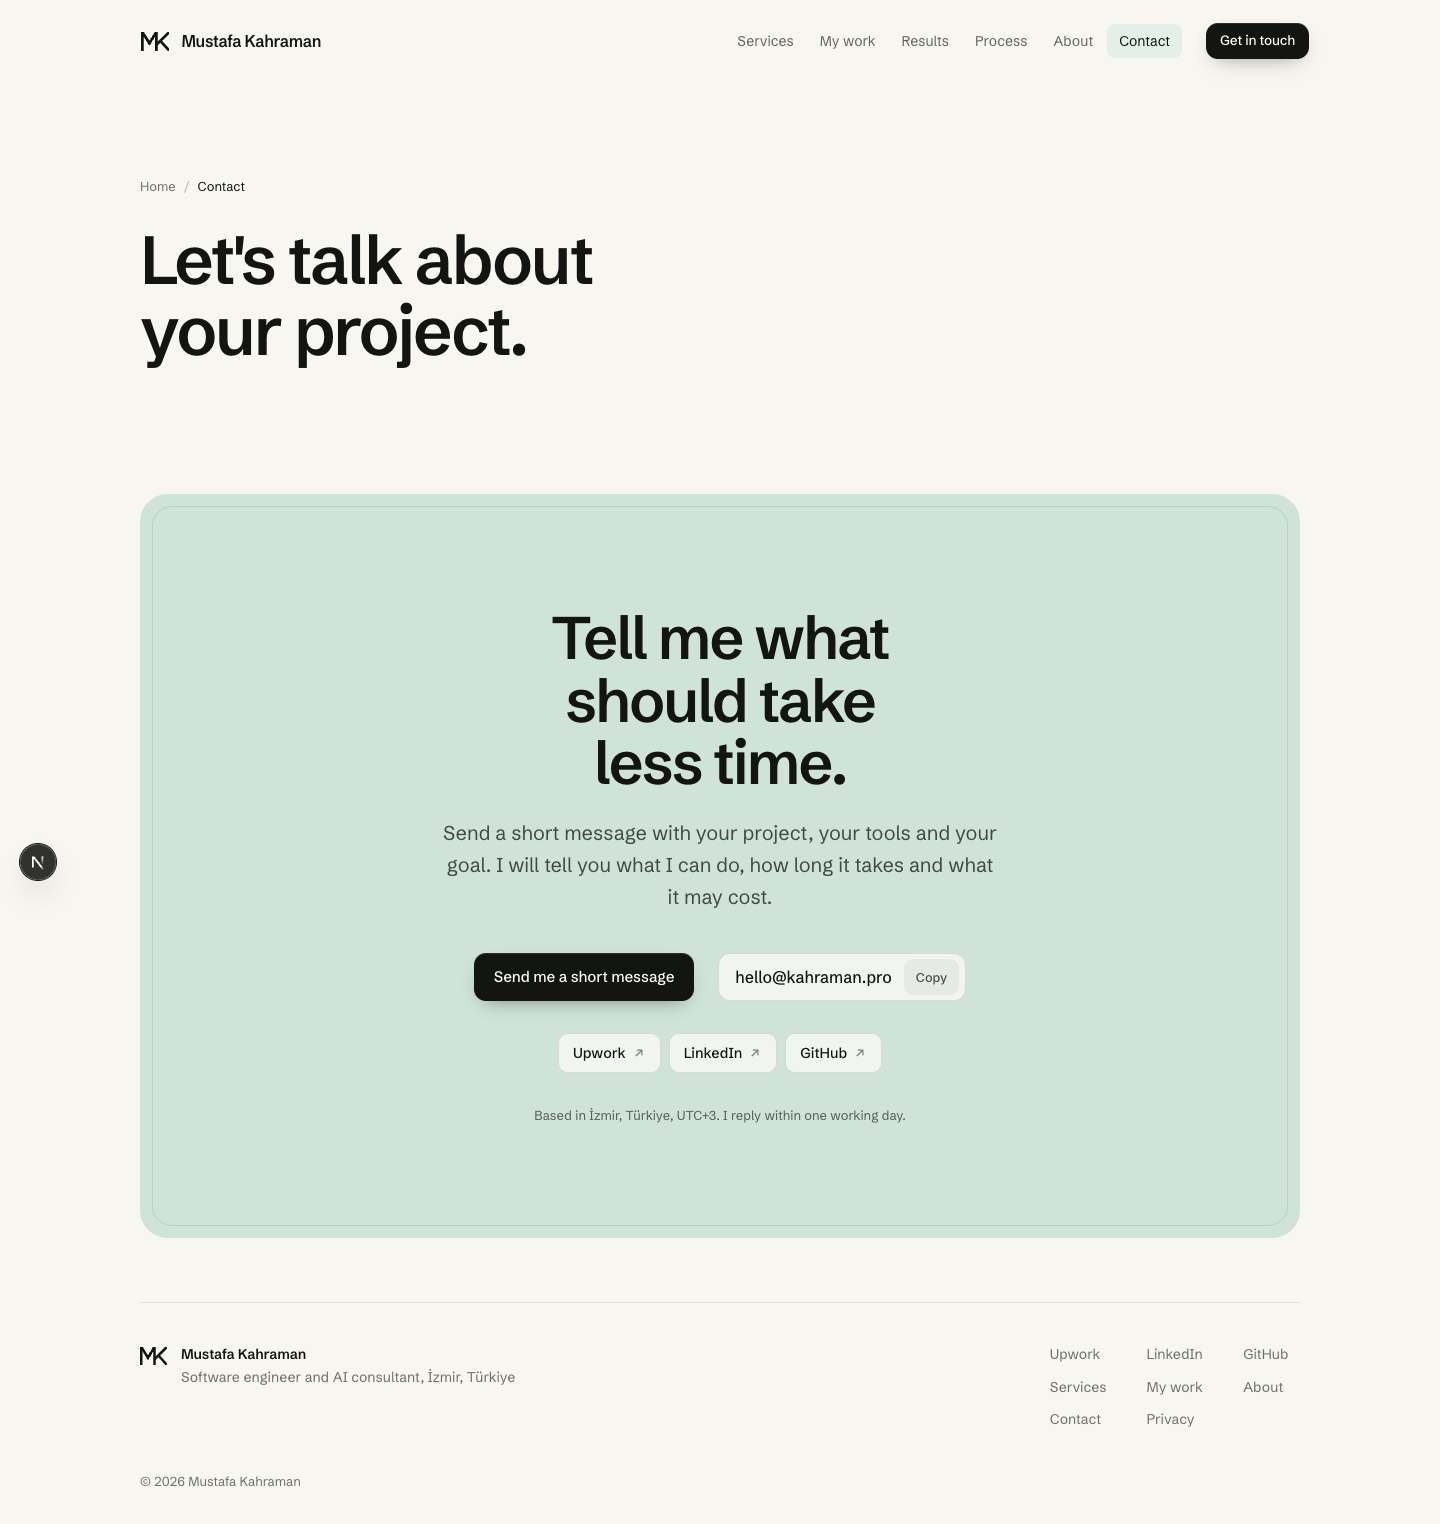 MK Mustafa Kahraman
Services My work Results Process About Contact Get in touch
Home / Contact
Let's talk about
your project.
Tell me what
should take
less time.
Send a short message with your project, your tools and your
goal. I will tell you what I can do, how long it takes and what
it may cost.
Send me a short message
hello@kahraman.pro Copy
Upwork ↗ LinkedIn ↗ GitHub ↗
Based in İzmir, Türkiye, UTC+3. I reply within one working day.
N
MK Mustafa Kahraman
Software engineer and AI consultant, İzmir, Türkiye
Upwork LinkedIn GitHub
Services My work About
Contact Privacy
© 2026 Mustafa Kahraman